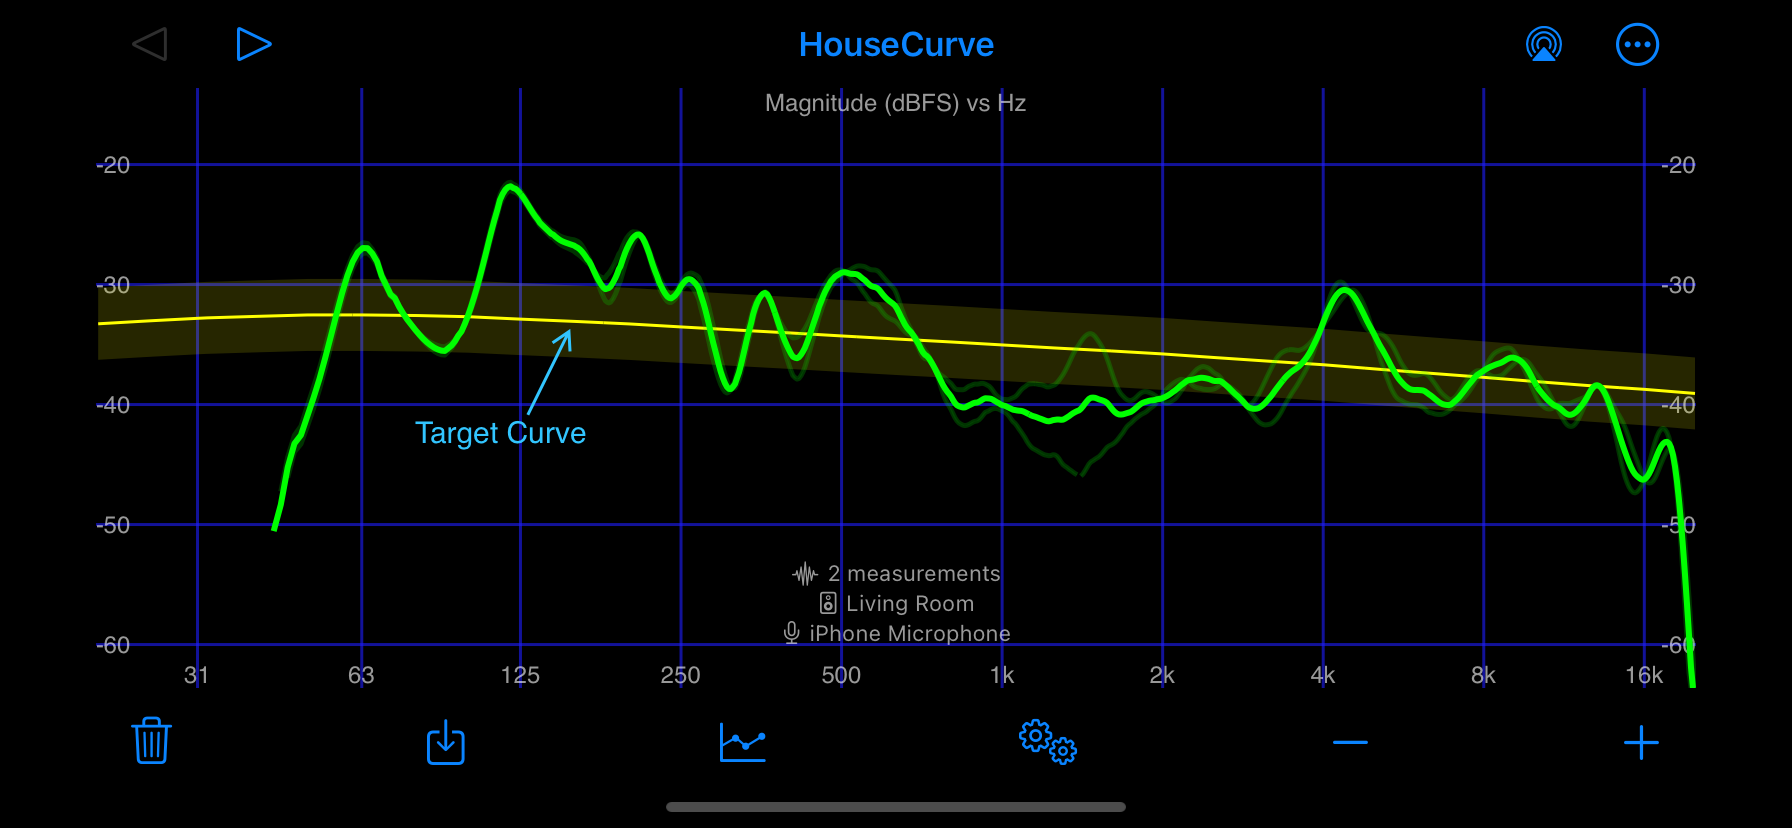 HouseCurve
Magnitude (dBFS) vs Hz
-20 -20
-30 -30
-40 -40
Target Curve
-50 -50
2 measurements
Living Room
iPhone Microphone
-60 -60
31 63 125 250 500 1k 2k 4k 8k 16k